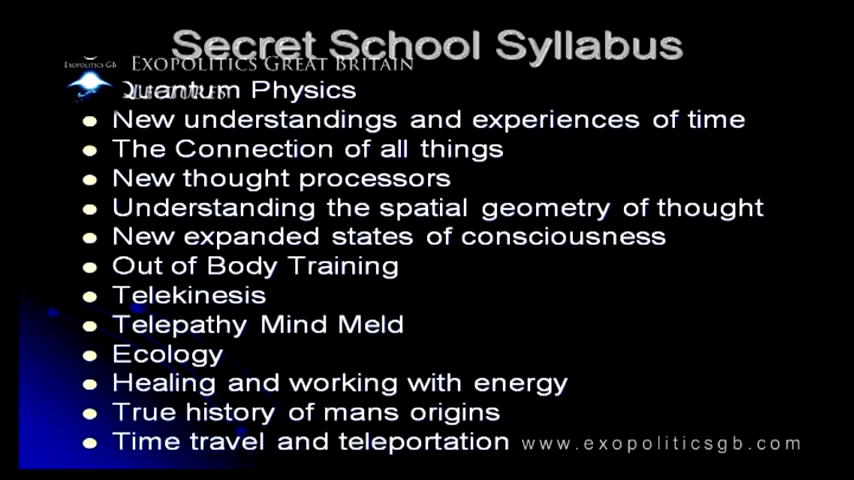 Secret School Syllabus
EXOPOLITICS GREAT BRITAIN
EXOPOLITICS GB
LECTURES
Quantum Physics
New understandings and experiences of time
The Connection of all things
New thought processors
Understanding the spatial geometry of thought
New expanded states of consciousness
Out of Body Training
Telekinesis
Telepathy Mind Meld
Ecology
Healing and working with energy
True history of mans origins
Time travel and teleportation
www.exopoliticsgb.com